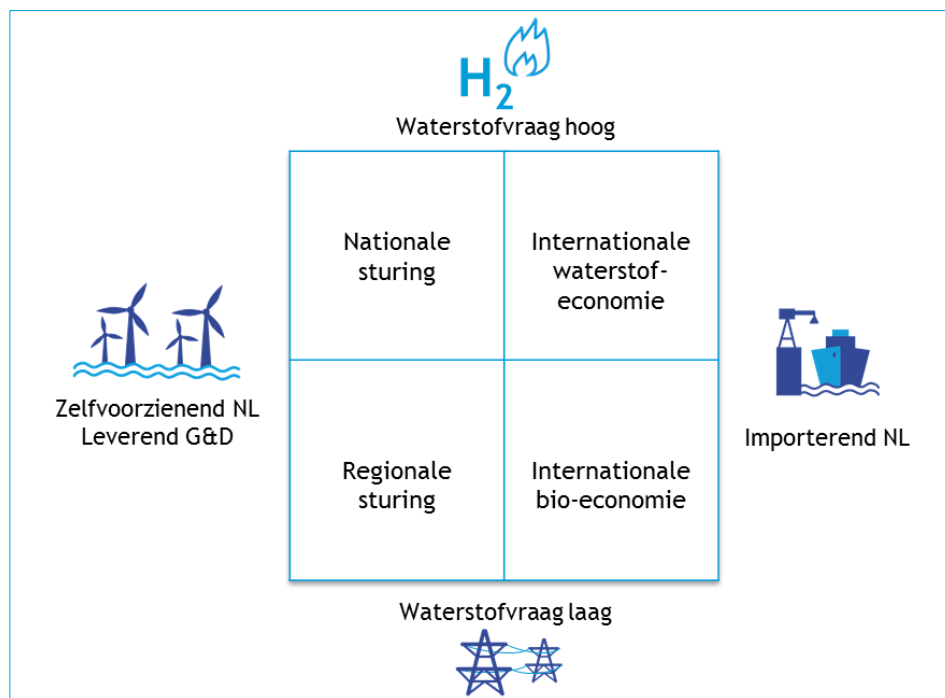 H2
Waterstofvraag hoog
Nationale
sturing
Internationale
waterstof-
economie
Zelfvoorzienend NL
Leverend G&D
Importerend NL
Regionale
sturing
Internationale
bio-economie
Waterstofvraag laag